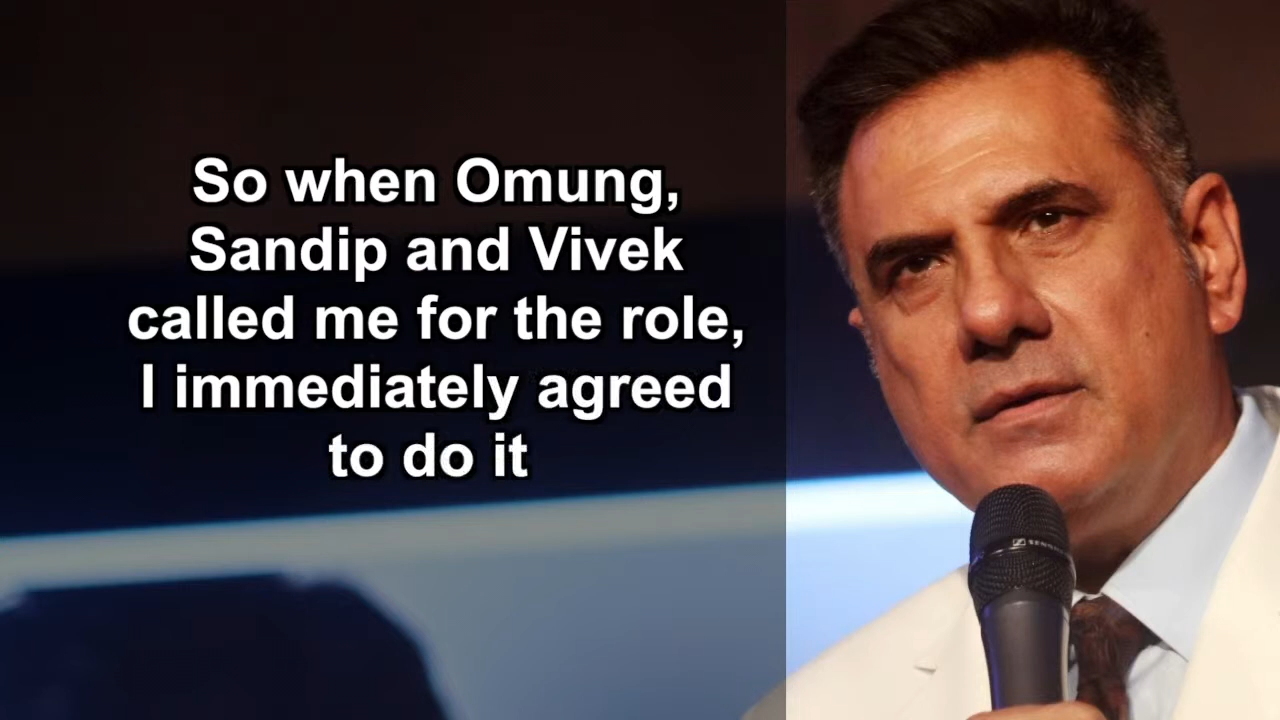 So when Omung,
Sandip and Vivek
called me for the role,
I immediately agreed
to do it